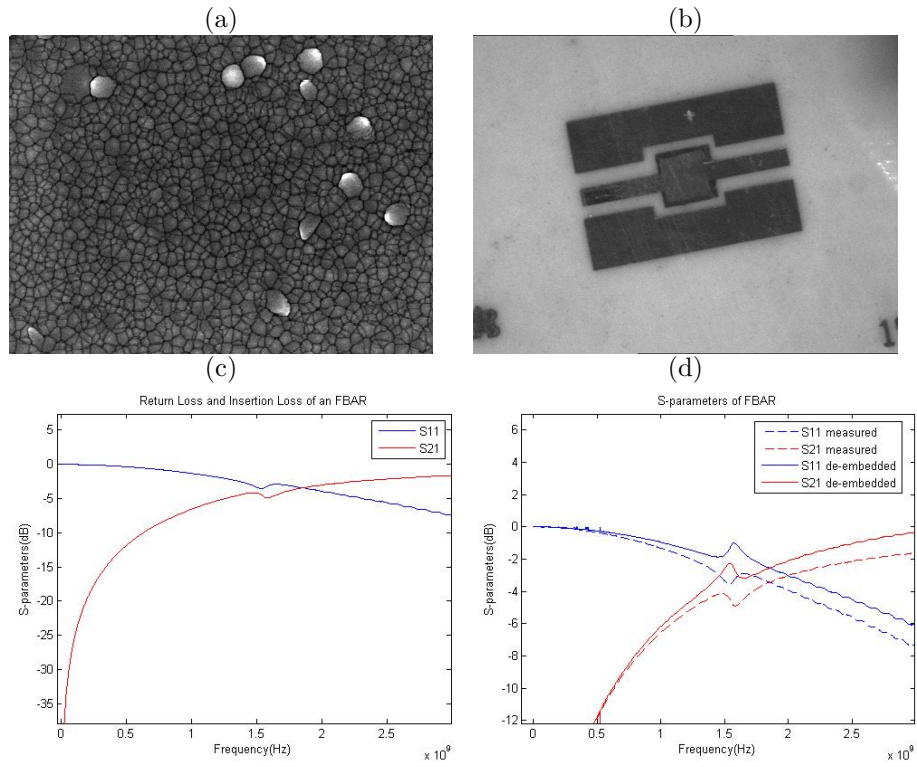 (a)
(b)
(c)
Return Loss and Insertion Loss of an FBAR
S11
S21
S-parameters(dB)
5
0
-5
-10
-15
-20
-25
-30
-35
0
0.5
1
1.5
2
2.5
Frequency(Hz)
x 10^9
(d)
S-parameters of FBAR
S11 measured
S21 measured
S11 de-embedded
S21 de-embedded
S-parameters(dB)
6
4
2
0
-2
-4
-6
-8
-10
-12
0
0.5
1
1.5
2
2.5
Frequency(Hz)
x 10^9